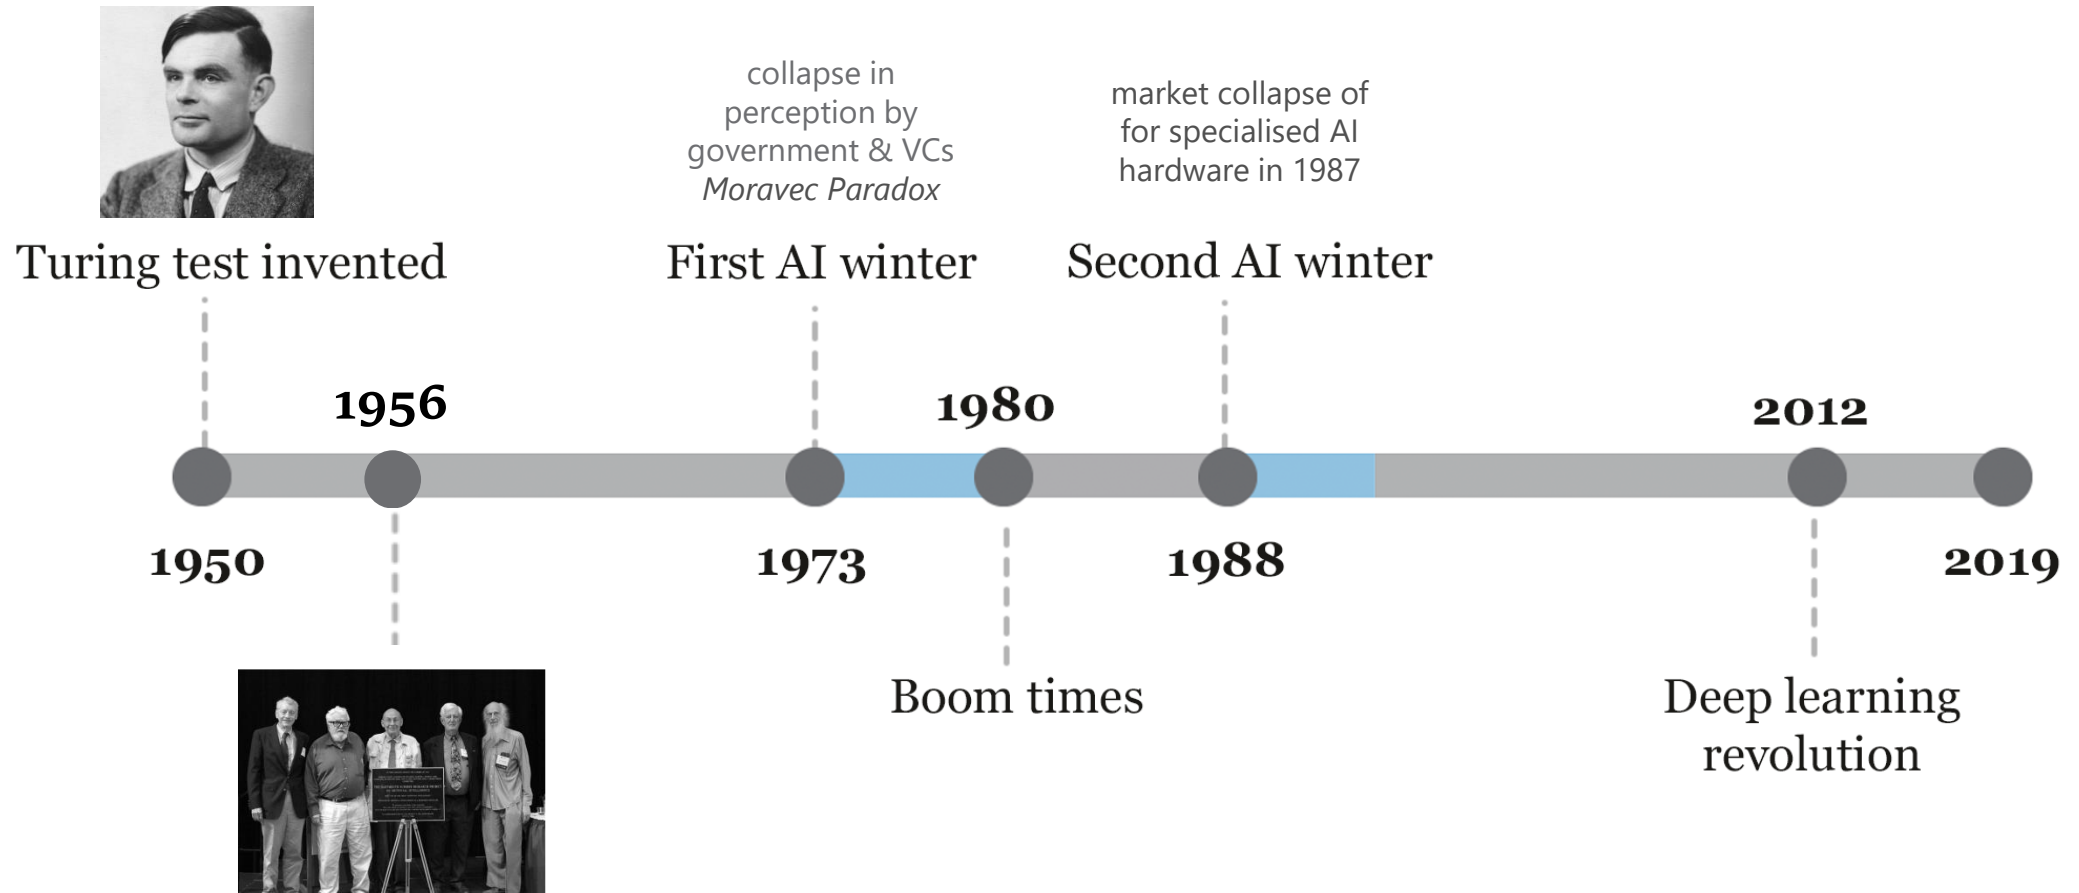 collapse in
perception by
government & VCs
Moravec Paradox
market collapse of
for specialised AI
hardware in 1987
Turing test invented
First AI winter
Second AI winter
1956
1980
2012
1950
1973
1988
2019
Boom times
Deep learning
revolution